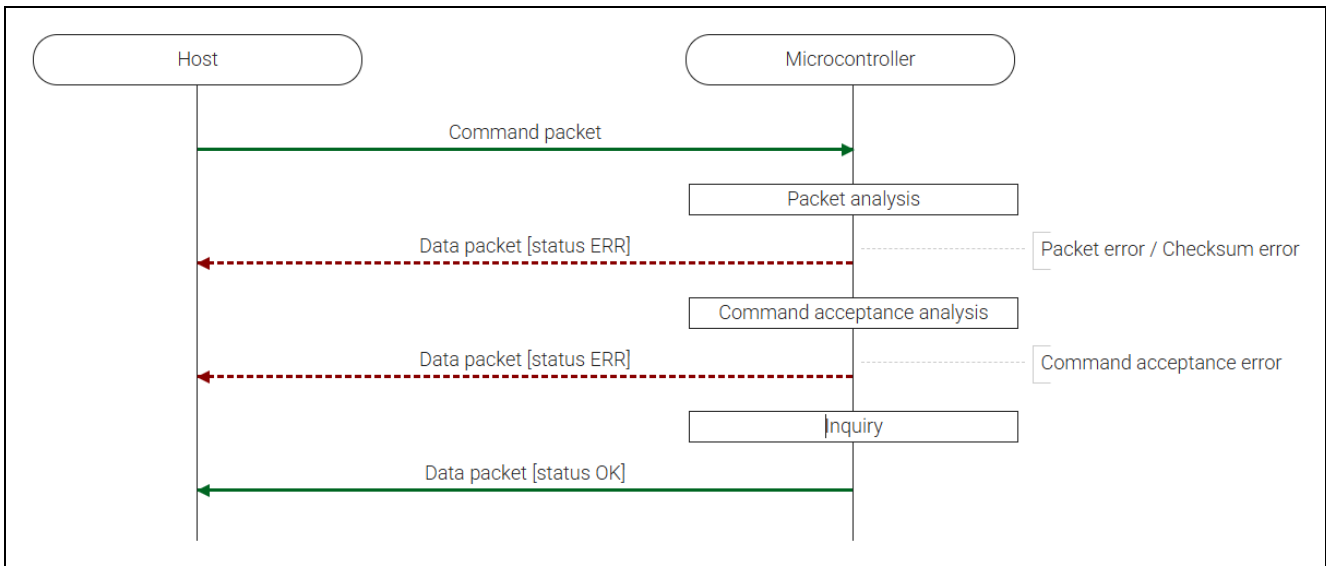 Host
Microcontroller
Command packet
Packet analysis
Data packet [status ERR]
Packet error / Checksum error
Command acceptance analysis
Data packet [status ERR]
Command acceptance error
Inquiry
Data packet [status OK]